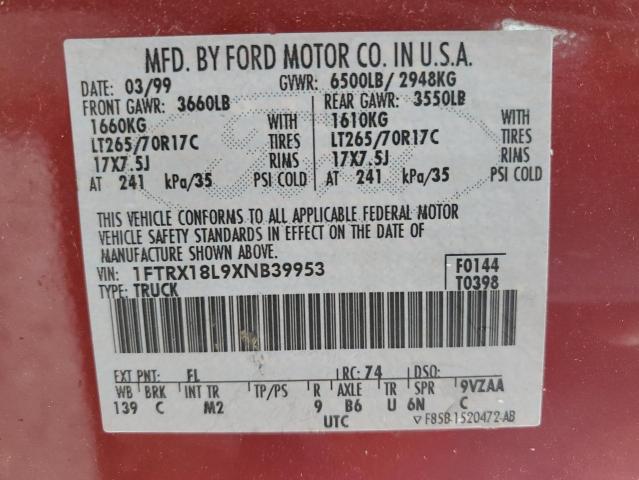 MFD. BY FORD MOTOR CO. IN U.S.A.
DATE: 03/99 GVWR: 6500LB/ 2948KG
FRONT GAWR: 3660LB REAR GAWR: 3550LB
1660KG WITH 1610KG WITH
LT265/70R17C TIRES LT265/70R17C TIRES
17X7.5J RIMS 17X7.5J RIMS
AT 241 kPa/35 PSI COLD AT 241 kPa/35 PSI COLD
THIS VEHICLE CONFORMS TO ALL APPLICABLE FEDERAL MOTOR
VEHICLE SAFETY STANDARDS IN EFFECT ON THE DATE OF
MANUFACTURE SHOWN ABOVE.
VIN: 1FTRX18L9XNB39953 F0144
TYPE: TRUCK T0398
EXT PNT: FL RC: 74 DSO:
WB BRK INT TR TP/PS R AXLE TR SPR 9VZAA
139 C M2 9 B6 U 6N C
UTC F85B-1520472-AB